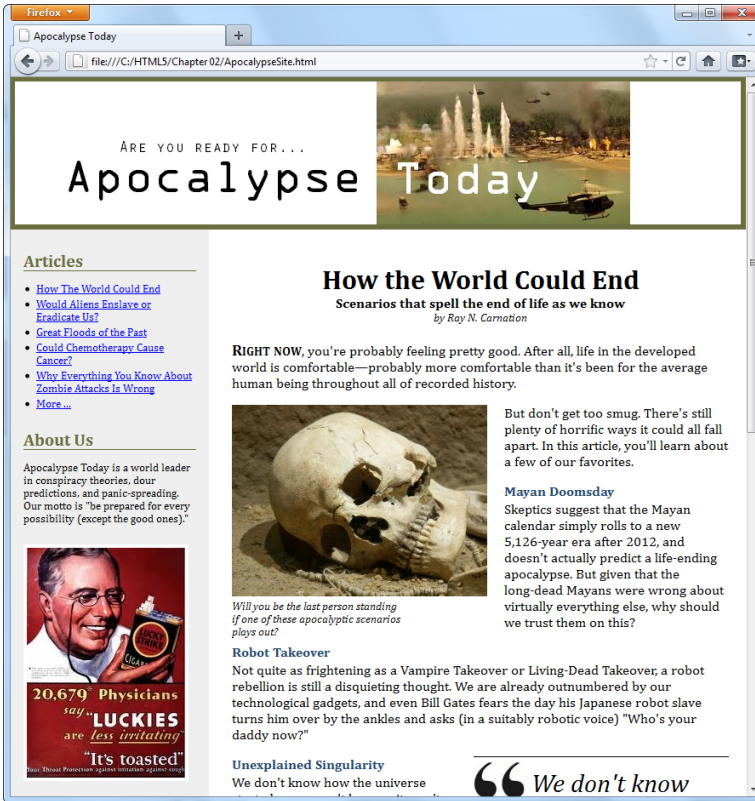 Firefox
Apocalypse Today
file:///C:/HTML5/Chapter 02/ApocalypseSite.html
ARE YOU READY FOR...
Apocalypse Today
Articles
How The World Could End
Would Aliens Enslave or
Eradicate Us?
Great Floods of the Past
Could Chemotherapy Cause
Cancer?
Why Everything You Know About
Zombie Attacks Is Wrong
More ...
About Us
Apocalypse Today is a world leader
in conspiracy theories, dour
predictions, and panic-spreading.
Our motto is "be prepared for every
possibility (except the good ones)."
LUCKY
STRIKE
20,679* Physicians
say "LUCKIES
are less irritating"
"It's toasted"
Your Throat Protection against irritation against cough
How the World Could End
Scenarios that spell the end of life as we know
by Ray N. Carnation
RIGHT NOW, you're probably feeling pretty good. After all, life in the developed
world is comfortable—probably more comfortable than it's been for the average
human being throughout all of recorded history.
But don't get too smug. There's still
plenty of horrific ways it could all fall
apart. In this article, you'll learn about
a few of our favorites.
Mayan Doomsday
Skeptics suggest that the Mayan
calendar simply rolls to a new
5,126-year era after 2012, and
doesn't actually predict a life-ending
apocalypse. But given that the
long-dead Mayans were wrong about
virtually everything else, why should
we trust them on this?
Will you be the last person standing
if one of these apocalyptic scenarios
plays out?
Robot Takeover
Not quite as frightening as a Vampire Takeover or Living-Dead Takeover, a robot
rebellion is still a disquieting thought. We are already outnumbered by our
technological gadgets, and even Bill Gates fears the day his Japanese robot slave
turns him over by the ankles and asks (in a suitably robotic voice) "Who's your
daddy now?"
Unexplained Singularity
We don't know how the universe
“ We don't know